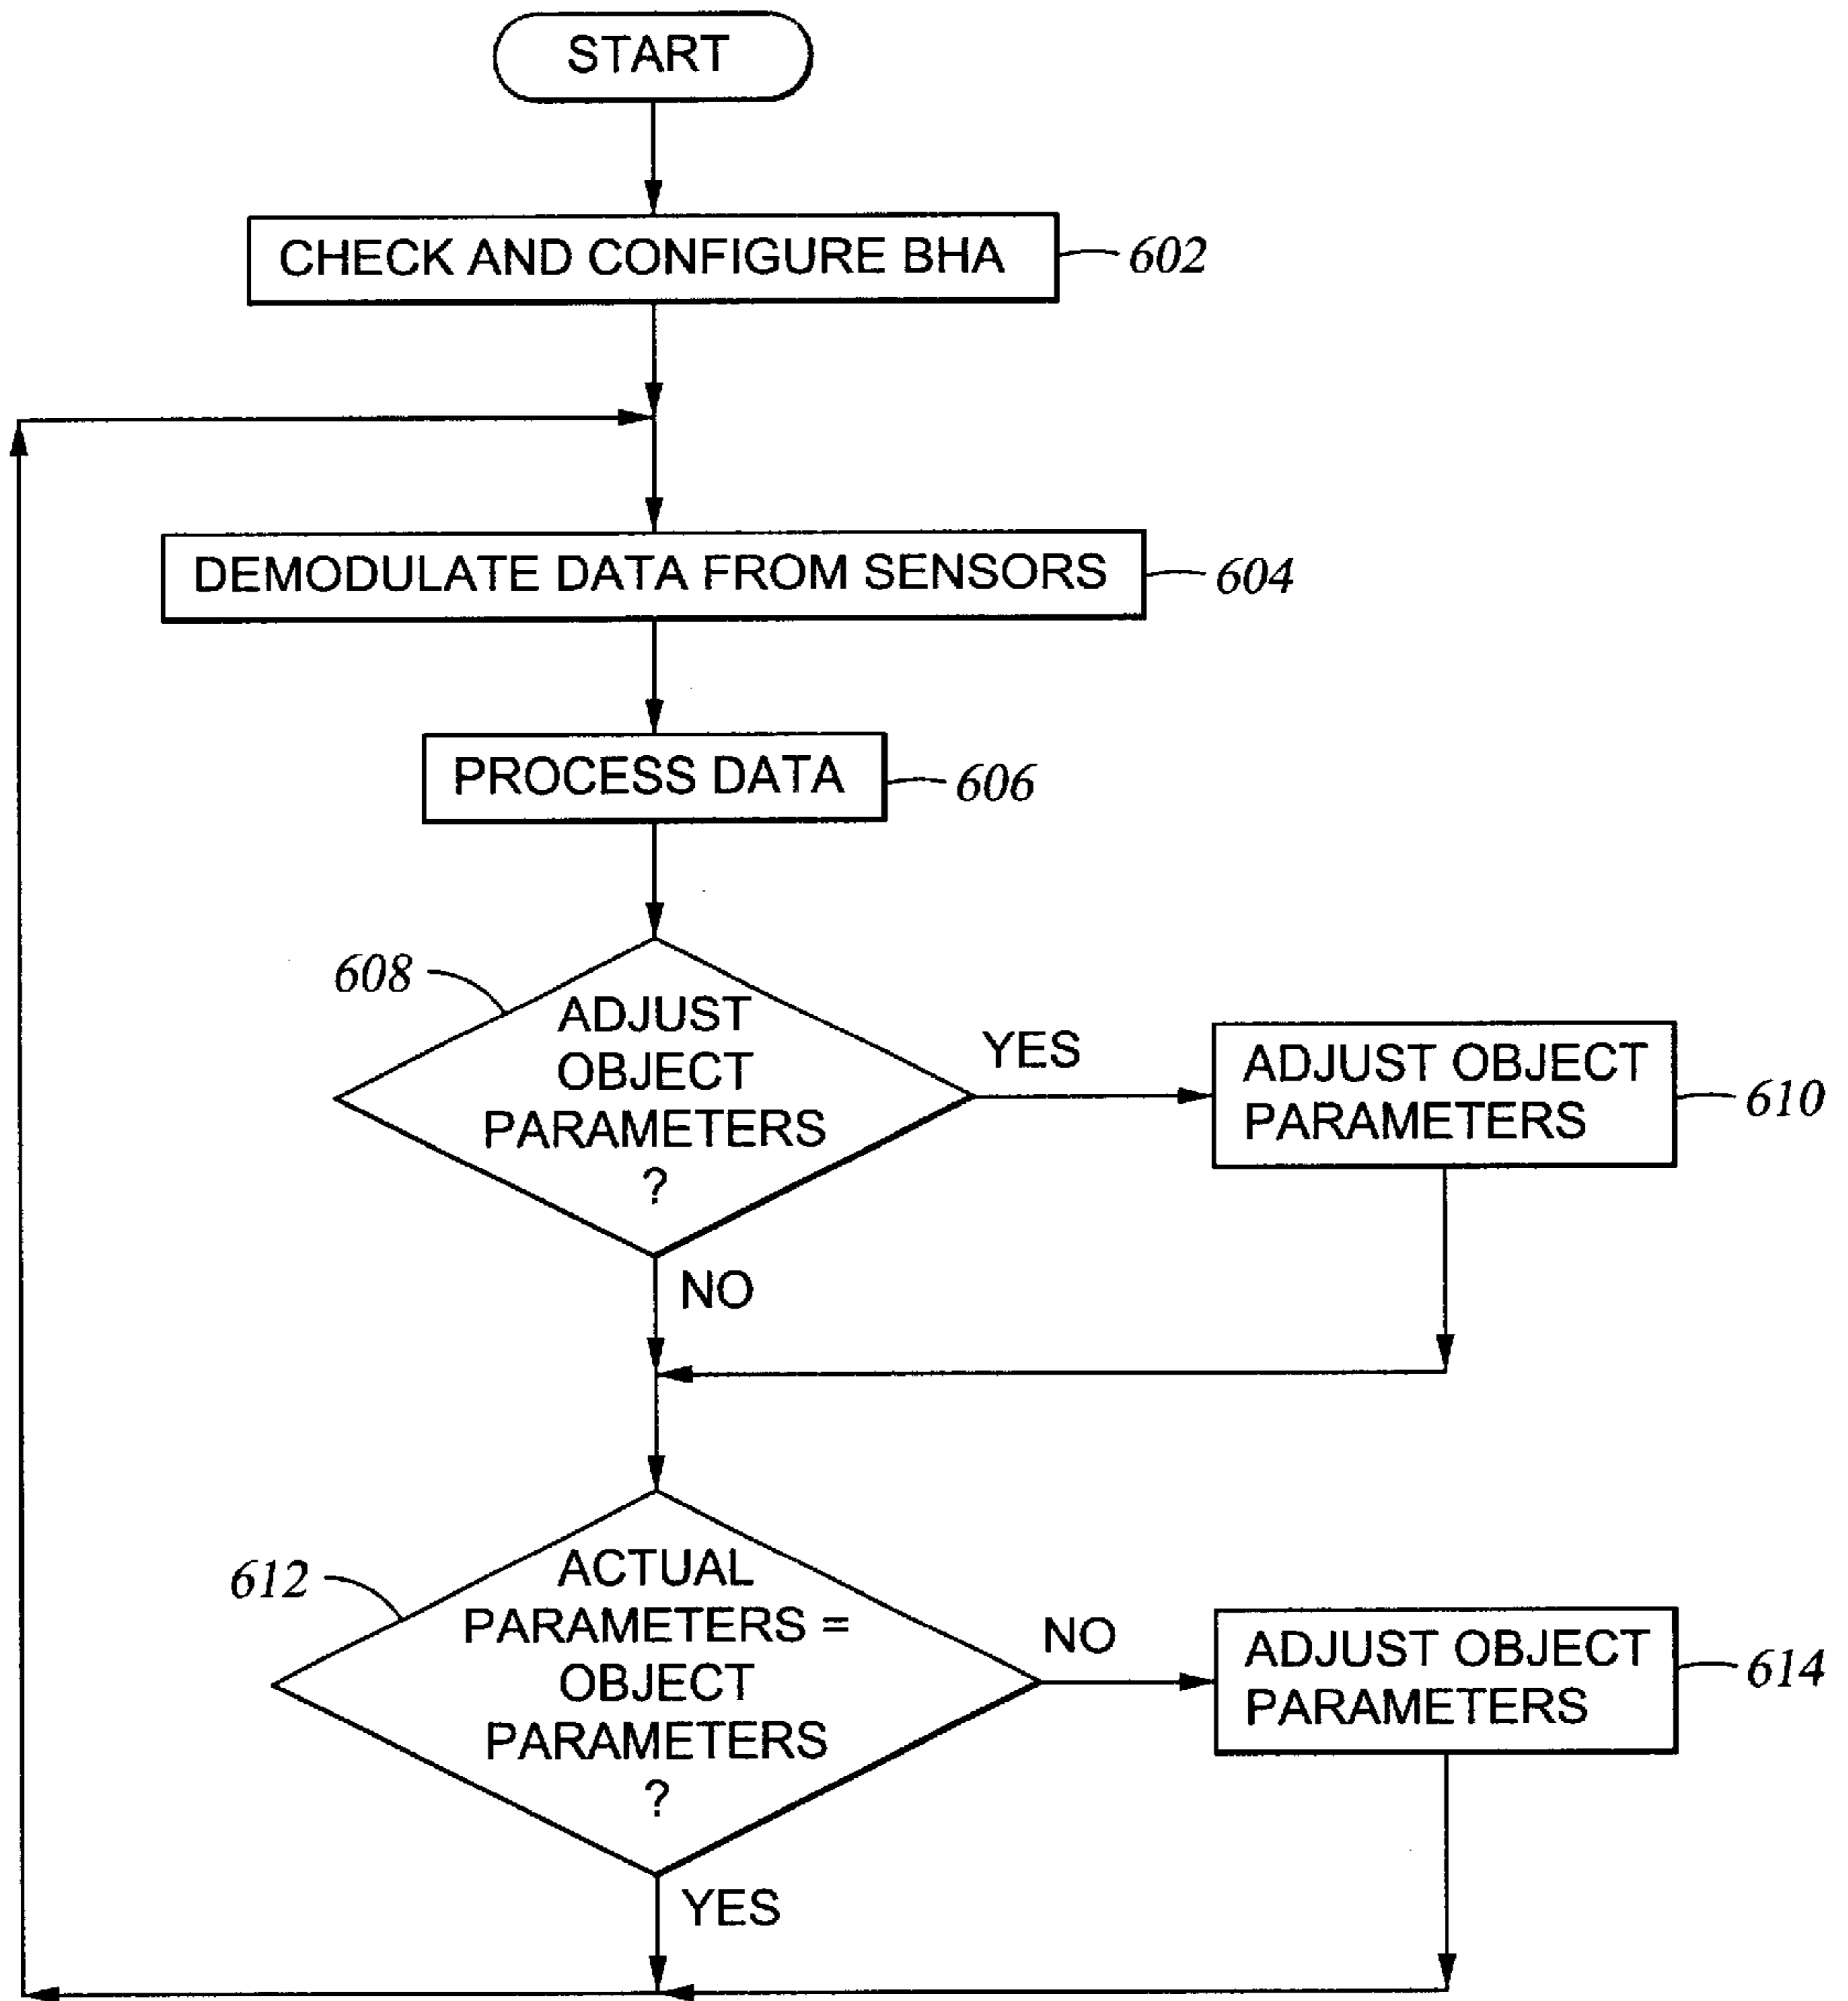 START
CHECK AND CONFIGURE BHA
602
DEMODULATE DATA FROM SENSORS
604
PROCESS DATA
606
608
ADJUST
OBJECT
PARAMETERS
?
YES
ADJUST OBJECT
PARAMETERS
610
NO
612
ACTUAL
PARAMETERS =
OBJECT
PARAMETERS
?
NO
ADJUST OBJECT
PARAMETERS
614
YES